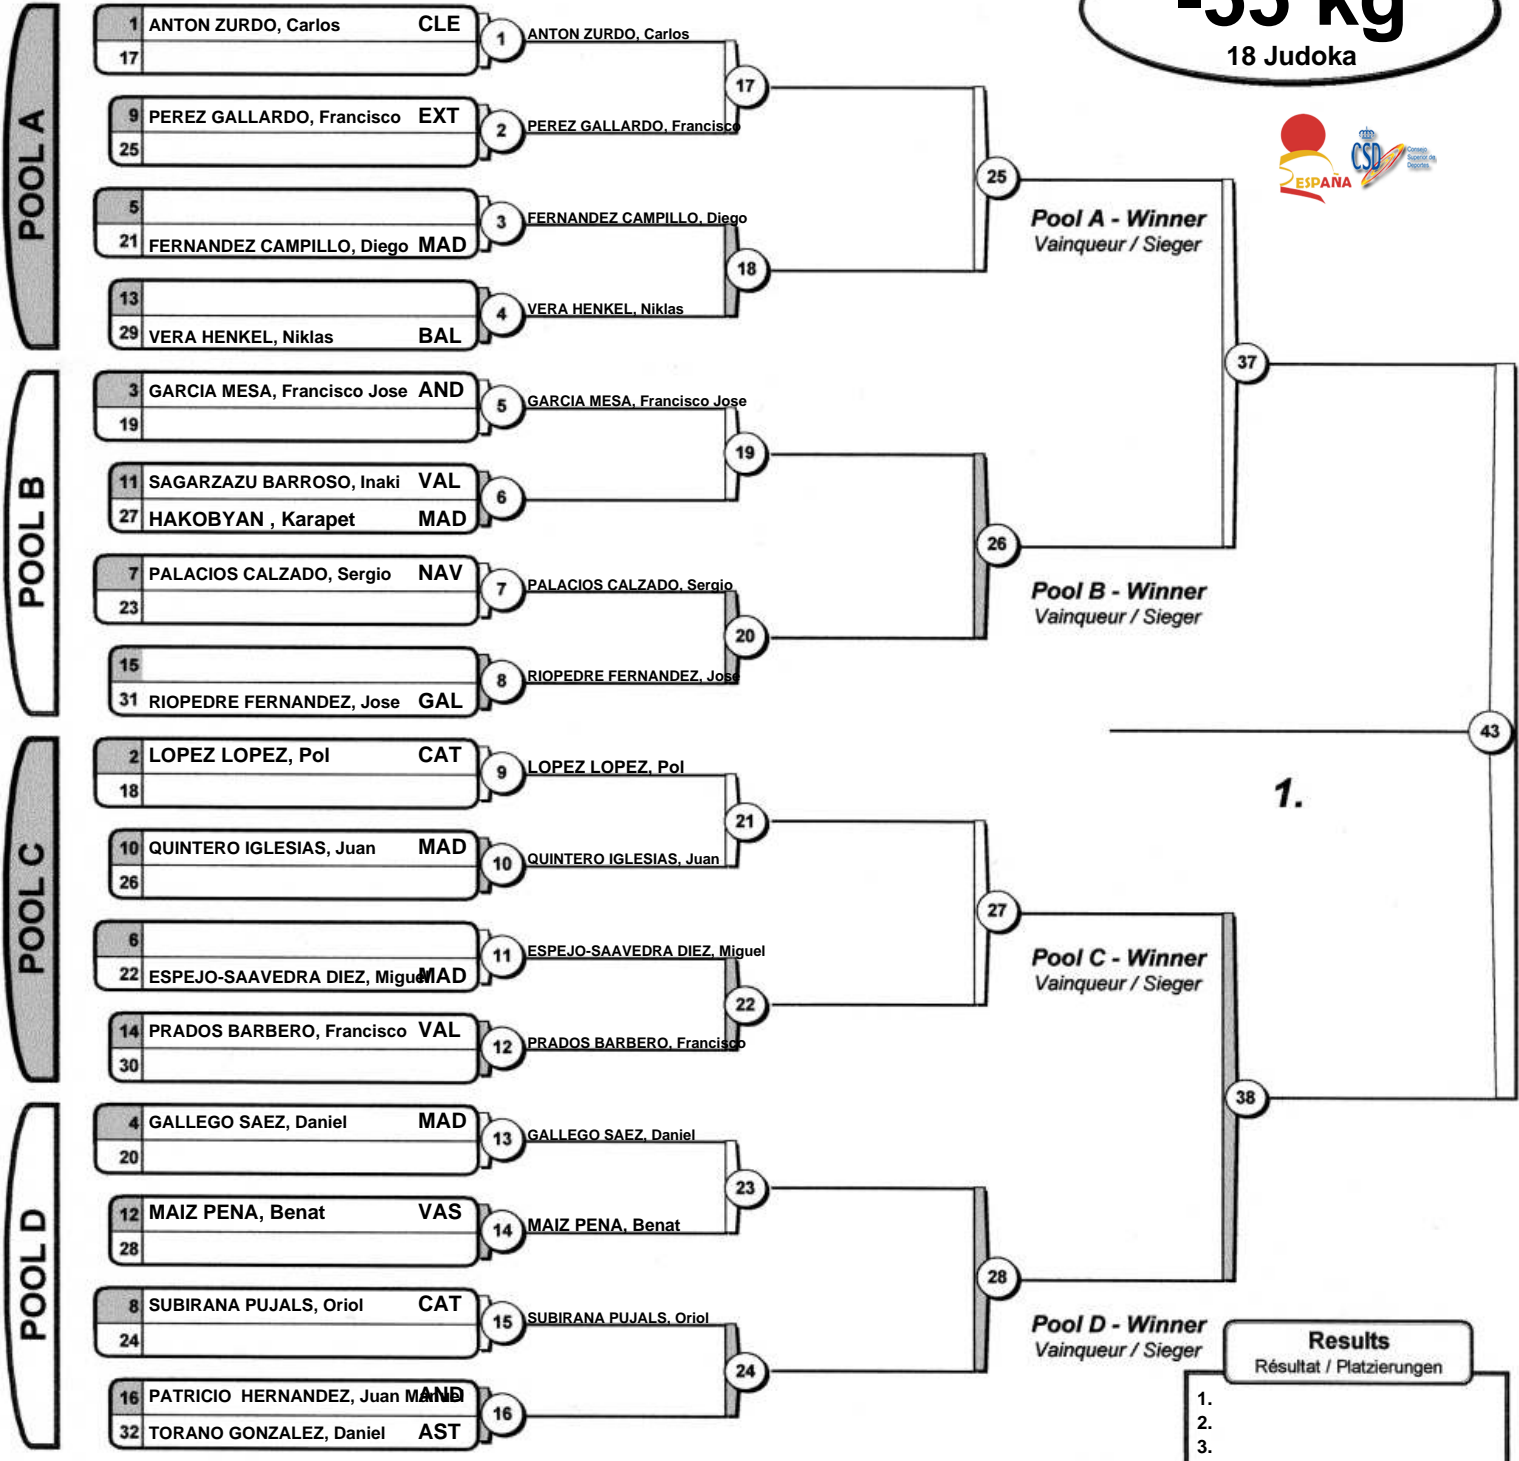 -55 kg
18 Judoka
ESPAÑA
CSD
Consejo
Superior de
Deportes
POOL A
1 ANTON ZURDO, Carlos CLE
17
1 ANTON ZURDO, Carlos
9 PEREZ GALLARDO, Francisco EXT
25
2 PEREZ GALLARDO, Francisco
17
5
21 FERNANDEZ CAMPILLO, Diego MAD
3 FERNANDEZ CAMPILLO, Diego
13
29 VERA HENKEL, Niklas BAL
4 VERA HENKEL, Niklas
18
25
Pool A - Winner
Vainqueur / Sieger
POOL B
3 GARCIA MESA, Francisco Jose AND
19
5 GARCIA MESA, Francisco Jose
11 SAGARZAZU BARROSO, Inaki VAL
27 HAKOBYAN , Karapet MAD
6
19
7 PALACIOS CALZADO, Sergio NAV
23
7 PALACIOS CALZADO, Sergio
15
31 RIOPEDRE FERNANDEZ, Jose GAL
8 RIOPEDRE FERNANDEZ, Jose
20
26
Pool B - Winner
Vainqueur / Sieger
37
POOL C
2 LOPEZ LOPEZ, Pol CAT
18
9 LOPEZ LOPEZ, Pol
10 QUINTERO IGLESIAS, Juan MAD
26
10 QUINTERO IGLESIAS, Juan
21
6
22 ESPEJO-SAAVEDRA DIEZ, Miguel MAD
11 ESPEJO-SAAVEDRA DIEZ, Miguel
14 PRADOS BARBERO, Francisco VAL
30
12 PRADOS BARBERO, Francisco
22
27
Pool C - Winner
Vainqueur / Sieger
POOL D
4 GALLEGO SAEZ, Daniel MAD
20
13 GALLEGO SAEZ, Daniel
12 MAIZ PENA, Benat VAS
28
14 MAIZ PENA, Benat
23
8 SUBIRANA PUJALS, Oriol CAT
24
15 SUBIRANA PUJALS, Oriol
16 PATRICIO HERNANDEZ, Juan Manuel AND
32 TORANO GONZALEZ, Daniel AST
16
24
28
Pool D - Winner
Vainqueur / Sieger
38
43
1.
Results
Résultat / Platzierungen
1.
2.
3.